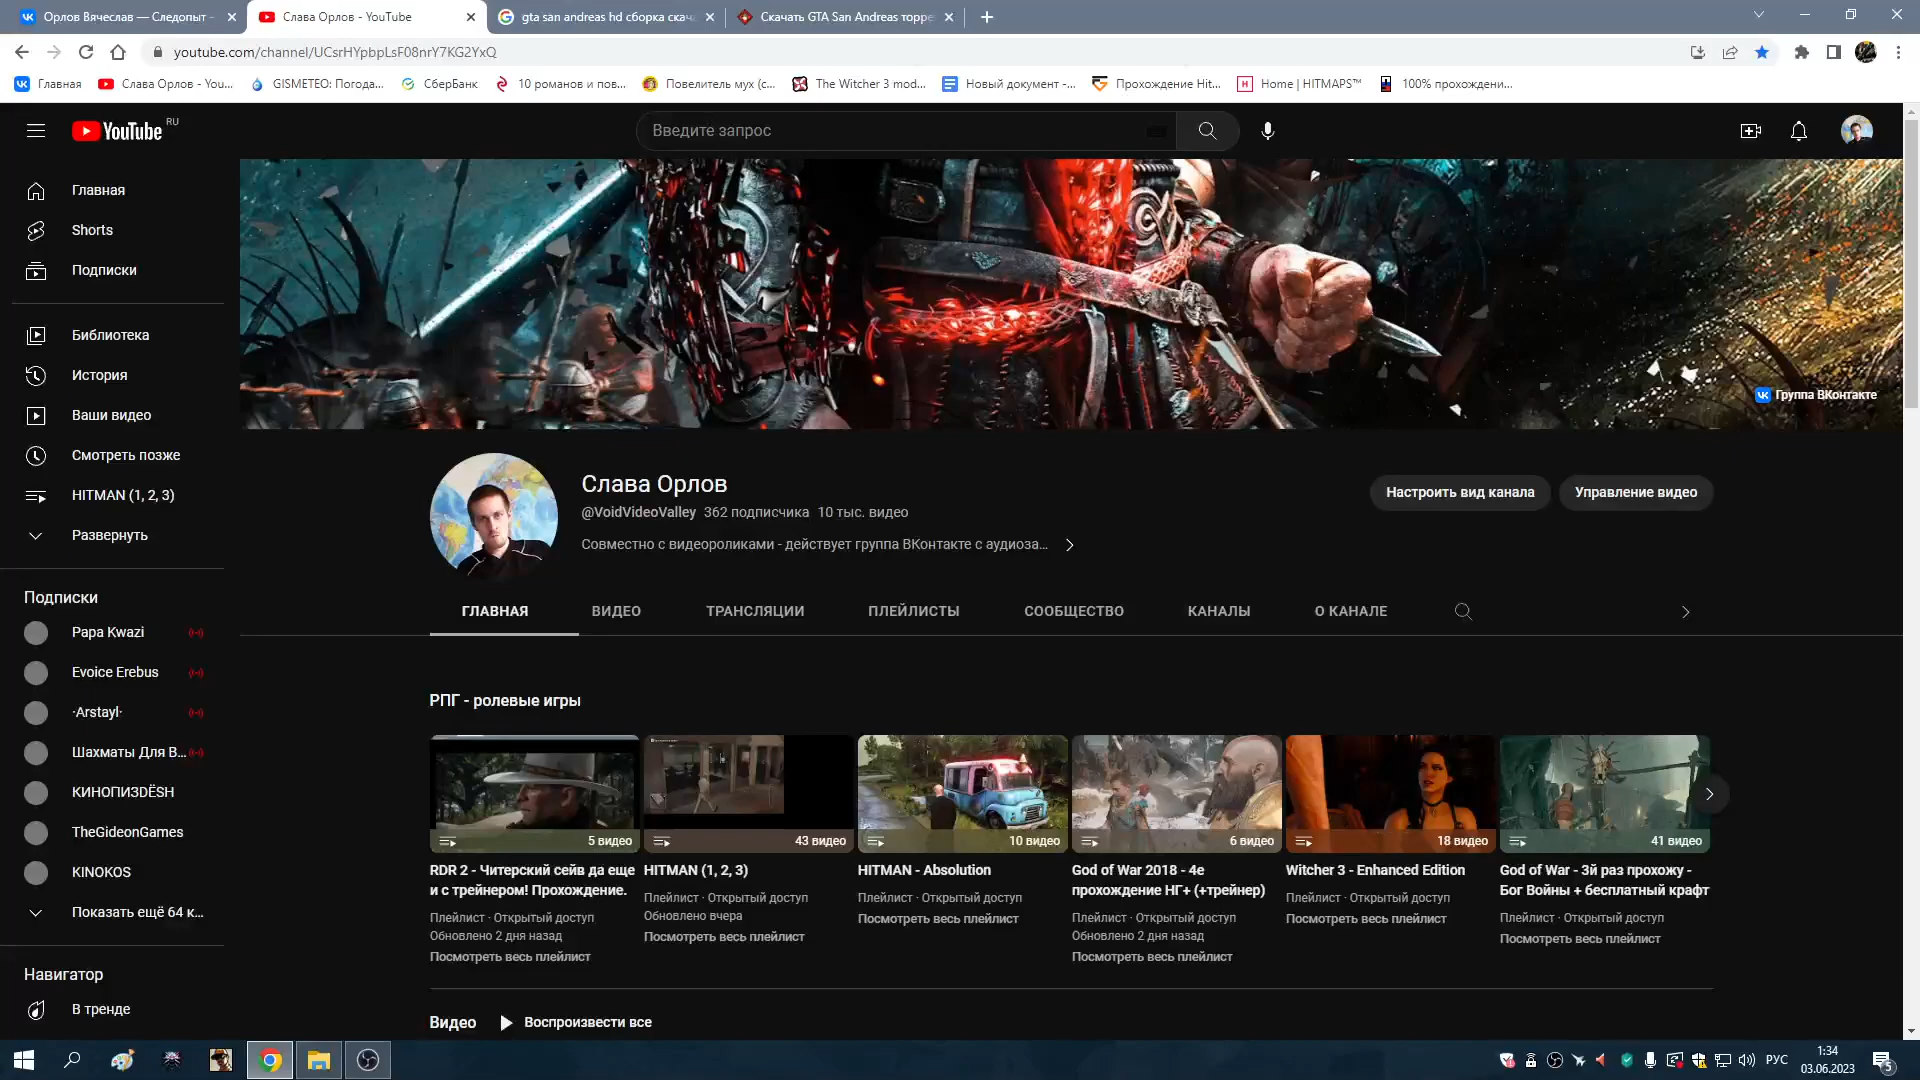 Орлов Вячеслав — Следопыт -
Слава Орлов - YouTube
gta san andreas hd сборка скача
Скачать GTA San Andreas торре
youtube.com/channel/UCsrHYpbpLsF08nrY7KG2YxQ
Главная
Слава Орлов - You...
GISMETEO: Погода...
СберБанк
10 романов и пов...
Повелитель мух (с...
The Witcher 3 mod...
Новый документ -...
Прохождение Hit...
Home | HITMAPS™
100% прохождени...
YouTube
RU
Введите запрос
Главная
Shorts
Подписки
Библиотека
История
Ваши видео
Смотреть позже
HITMAN (1, 2, 3)
Развернуть
Подписки
Papa Kwazi
Evoice Erebus
·Arstayl·
Шахматы Для В...
КИНОПИЗDËSH
TheGideonGames
KINOKOS
Показать ещё 64 к...
Навигатор
В тренде
Группа ВКонтакте
Слава Орлов
@VoidVideoValley 362 подписчика 10 тыс. видео
Совместно с видеороликами - действует группа ВКонтакте с аудиоза...
Настроить вид канала
Управление видео
ГЛАВНАЯ
ВИДЕО
ТРАНСЛЯЦИИ
ПЛЕЙЛИСТЫ
СООБЩЕСТВО
КАНАЛЫ
О КАНАЛЕ
РПГ - ролевые игры
5 видео
RDR 2 - Читерский сейв да еще
и с трейнером! Прохождение.
Плейлист · Открытый доступ
Обновлено 2 дня назад
Посмотреть весь плейлист
43 видео
HITMAN (1, 2, 3)
Плейлист · Открытый доступ
Обновлено вчера
Посмотреть весь плейлист
10 видео
HITMAN - Absolution
Плейлист · Открытый доступ
Посмотреть весь плейлист
6 видео
God of War 2018 - 4е
прохождение НГ+ (+трейнер)
Плейлист · Открытый доступ
Обновлено 2 дня назад
Посмотреть весь плейлист
18 видео
Witcher 3 - Enhanced Edition
Плейлист · Открытый доступ
Посмотреть весь плейлист
41 видео
God of War - 3й раз прохожу -
Бог Войны + бесплатный крафт
Плейлист · Открытый доступ
Посмотреть весь плейлист
Видео
Воспроизвести все
РУС
1:34
03.06.2023
5